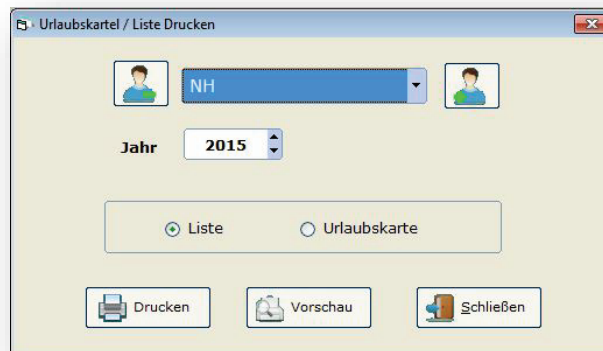 Urlaubskartel / Liste Drucken
NH
Jahr 2015
Liste Urlaubskarte
Drucken Vorschau Schließen